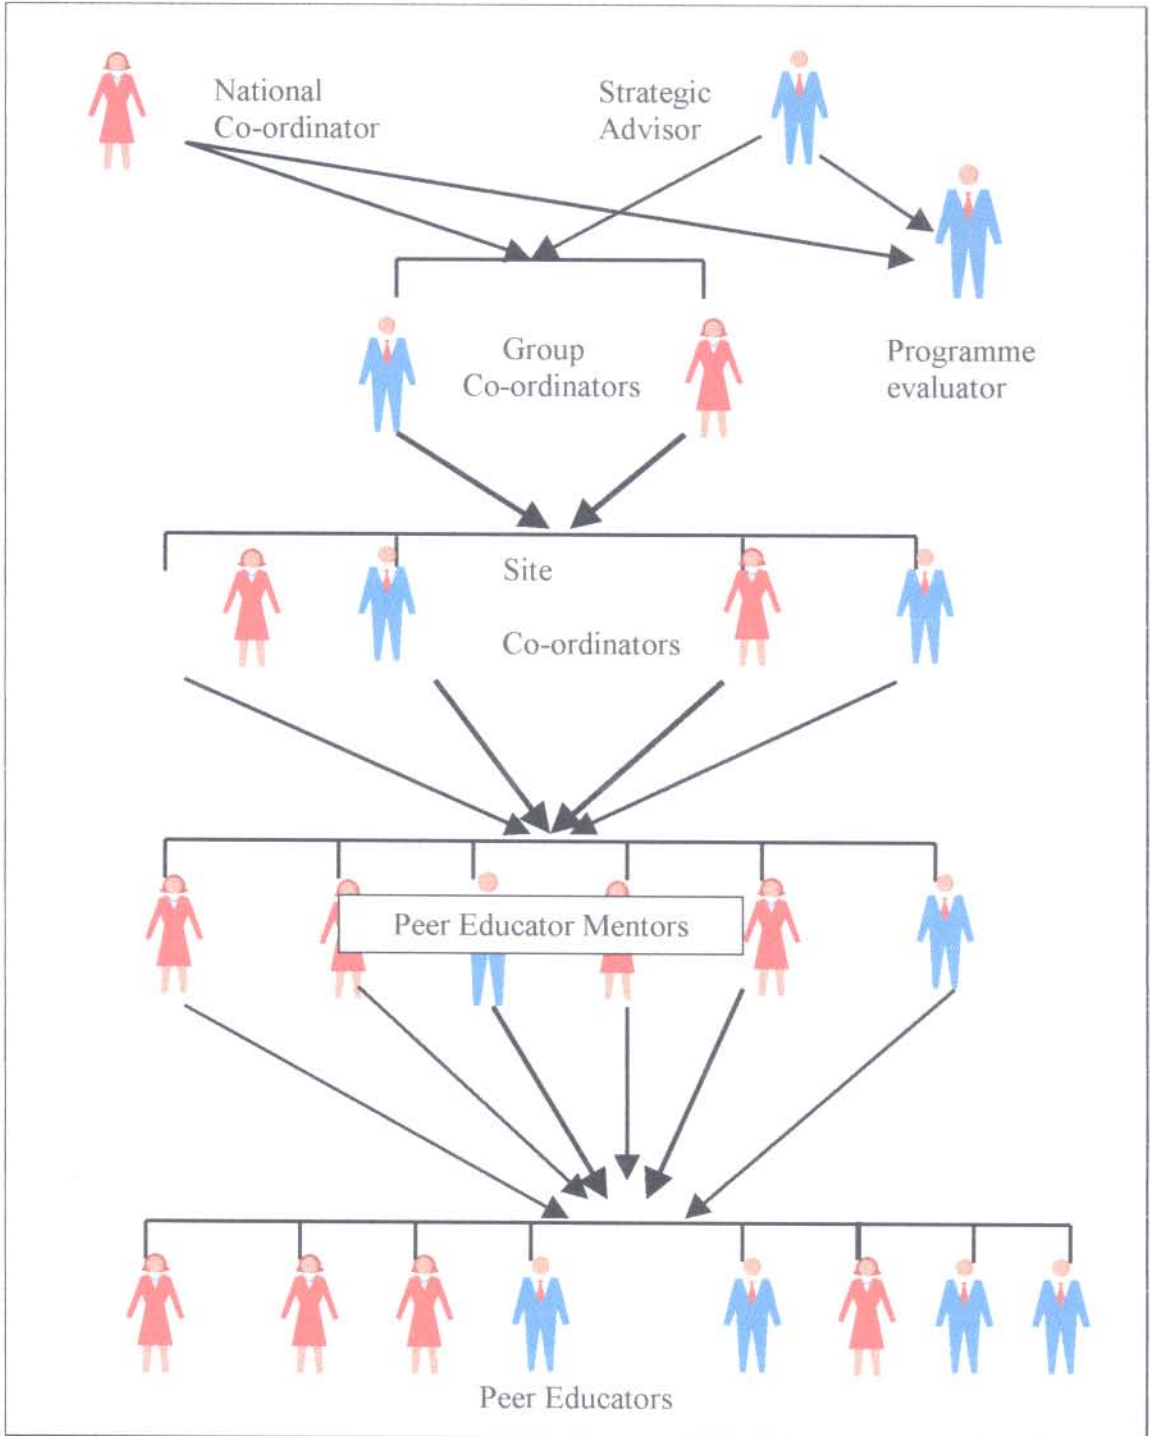 National
Co-ordinator
Strategic
Advisor
Group
Co-ordinators
Programme
evaluator
Site
Co-ordinators
Peer Educator Mentors
Peer Educators